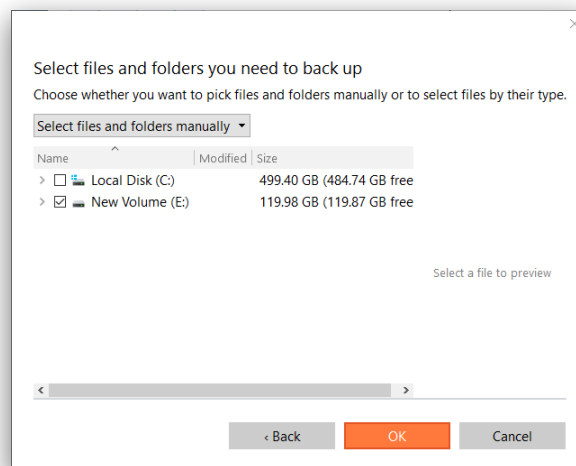 Select files and folders you need to back up
Choose whether you want to pick files and folders manually or to select files by their type.
Select files and folders manually
Name Modified Size
Local Disk (C:) 499.40 GB (484.74 GB free
New Volume (E:) 119.98 GB (119.87 GB free
Select a file to preview
‹ Back OK Cancel